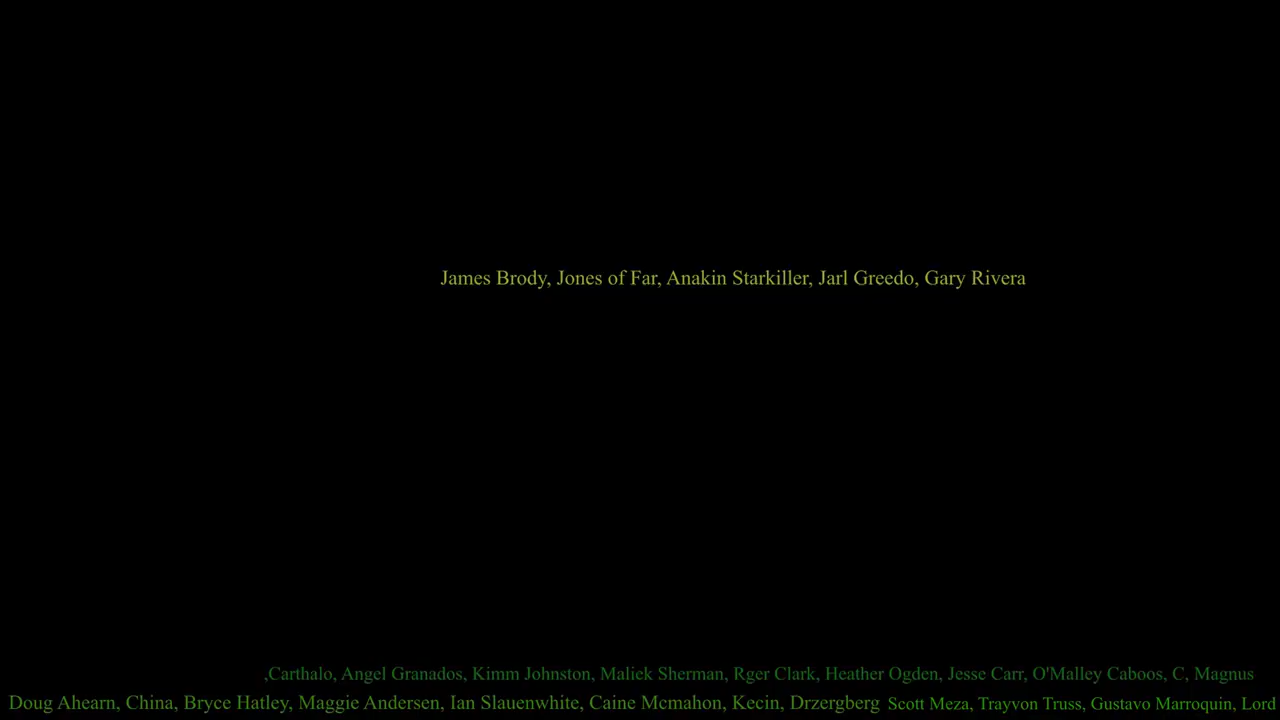 James Brody, Jones of Far, Anakin Starkiller, Jarl Greedo, Gary Rivera
,Carthalo, Angel Granados, Kimm Johnston, Maliek Sherman, Rger Clark, Heather Ogden, Jesse Carr, O'Malley Caboos, C, Magnus
Doug Ahearn, China, Bryce Hatley, Maggie Andersen, Ian Slauenwhite, Caine Mcmahon, Kecin, Drzergberg Scott Meza, Trayvon Truss, Gustavo Marroquin, Lord